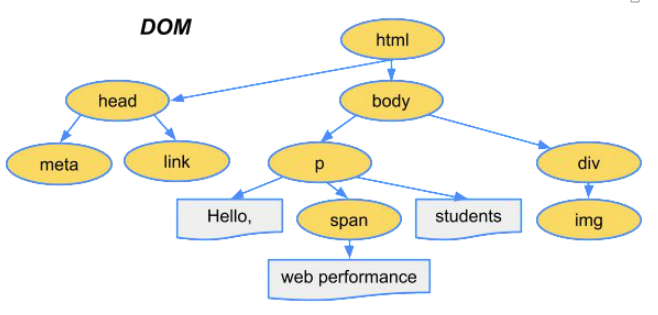 DOM
html
head
body
meta
link
p
div
Hello,
span
students
img
web performance